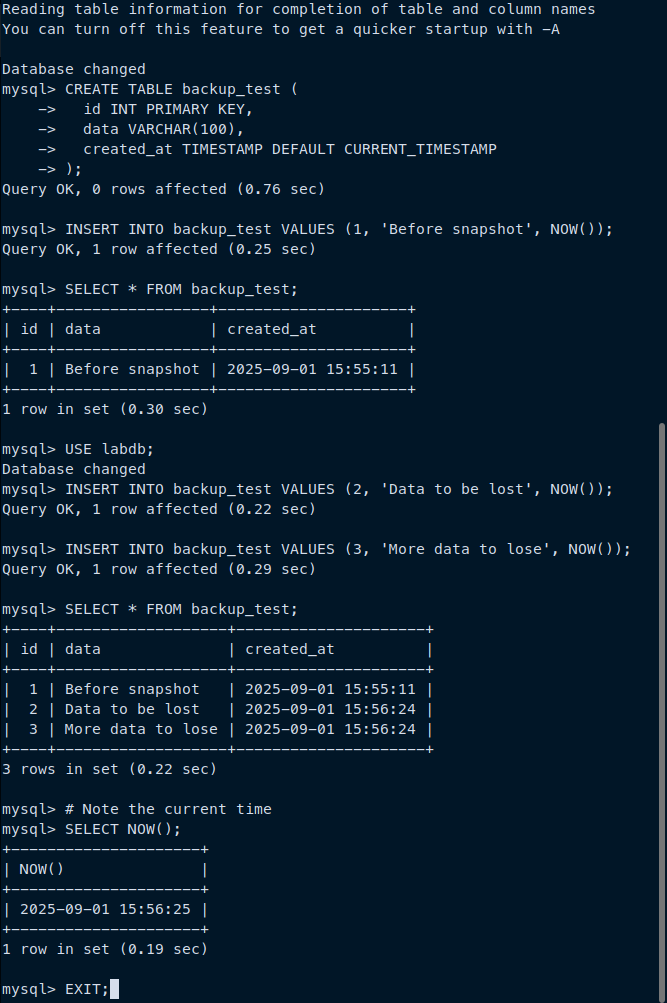 Reading table information for completion of table and column names
You can turn off this feature to get a quicker startup with -A

Database changed
mysql> CREATE TABLE backup_test (
    ->   id INT PRIMARY KEY,
    ->   data VARCHAR(100),
    ->   created_at TIMESTAMP DEFAULT CURRENT_TIMESTAMP
    -> );
Query OK, 0 rows affected (0.76 sec)

mysql> INSERT INTO backup_test VALUES (1, 'Before snapshot', NOW());
Query OK, 1 row affected (0.25 sec)

mysql> SELECT * FROM backup_test;
+----+-----------------+---------------------+
| id | data            | created_at          |
+----+-----------------+---------------------+
|  1 | Before snapshot | 2025-09-01 15:55:11 |
+----+-----------------+---------------------+
1 row in set (0.30 sec)

mysql> USE labdb;
Database changed
mysql> INSERT INTO backup_test VALUES (2, 'Data to be lost', NOW());
Query OK, 1 row affected (0.22 sec)

mysql> INSERT INTO backup_test VALUES (3, 'More data to lose', NOW());
Query OK, 1 row affected (0.29 sec)

mysql> SELECT * FROM backup_test;
+----+-------------------+---------------------+
| id | data              | created_at          |
+----+-------------------+---------------------+
|  1 | Before snapshot   | 2025-09-01 15:55:11 |
|  2 | Data to be lost   | 2025-09-01 15:56:24 |
|  3 | More data to lose | 2025-09-01 15:56:24 |
+----+-------------------+---------------------+
3 rows in set (0.22 sec)

mysql> # Note the current time
mysql> SELECT NOW();
+---------------------+
| NOW()               |
+---------------------+
| 2025-09-01 15:56:25 |
+---------------------+
1 row in set (0.19 sec)

mysql> EXIT;